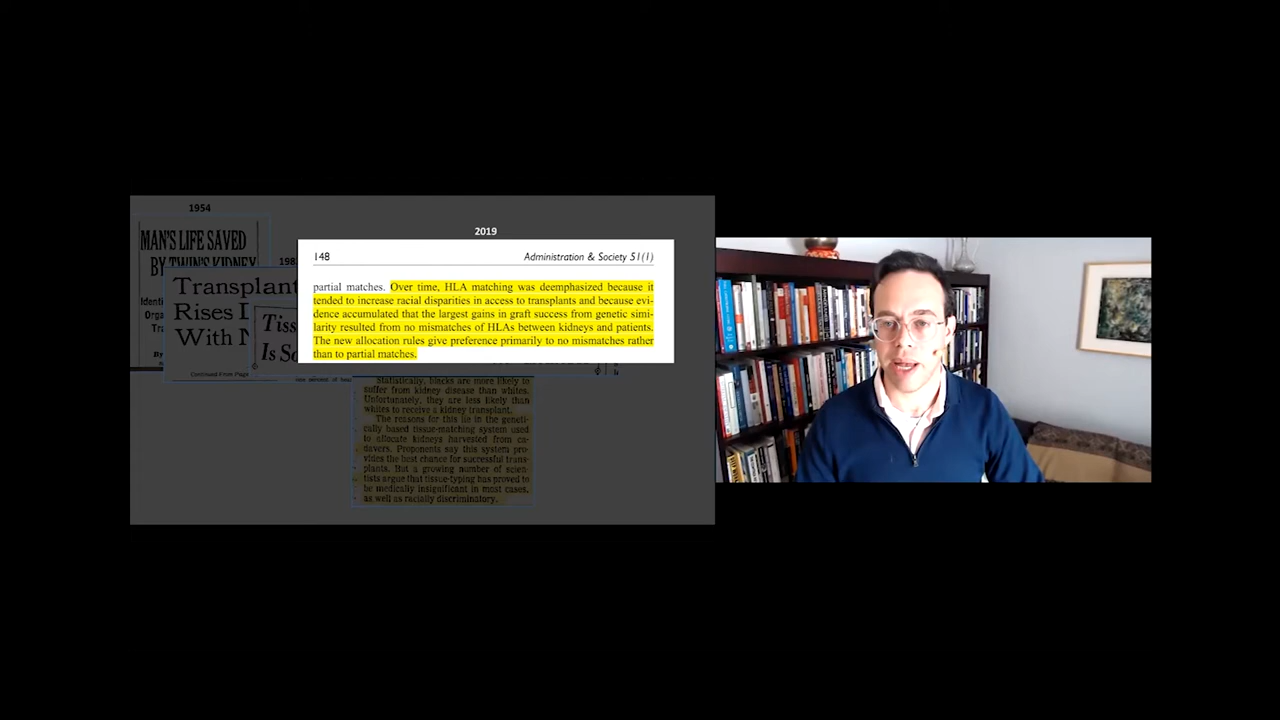 1954
MAN'S LIFE SAVED
BY TWIN'S KIDNEY
198
Transplant
Rises
With
Continued From Page
2019
148
Administration & Society 51(1)
partial matches. Over time, HLA matching was deemphasized because it
tended to increase racial disparities in access to transplants and because evi-
dence accumulated that the largest gains in graft success from genetic simi-
larity resulted from no mismatches of HLAs between kidneys and patients.
The new allocation rules give preference primarily to no mismatches rather
than to partial matches.
Statistically, blacks are more likely to
suffer from kidney disease than whites.
Unfortunately, they are less likely than
whites to receive a kidney transplant.
The reasons for this lie in the geneti-
cally based tissue-matching system used
to allocate kidneys harvested from ca-
davers. Proponents say this system pro-
vides the best chance for successful trans-
plants. But a growing number of scien-
tists argue that tissue-typing has proved to
be medically insignificant in most cases,
as well as racially discriminatory.